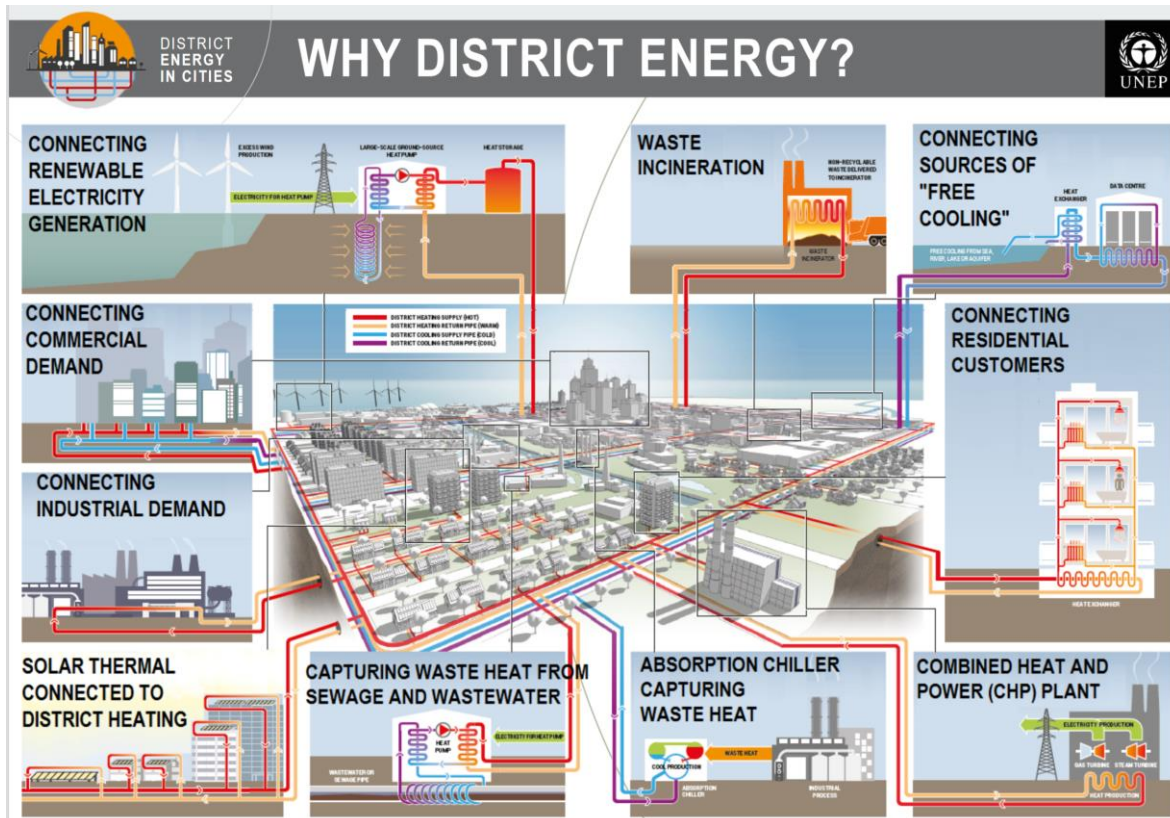 DISTRICT
ENERGY
IN CITIES
WHY DISTRICT ENERGY?
UNEP
CONNECTING
RENEWABLE
ELECTRICITY
GENERATION
EXCESS WIND
PRODUCTION
ELECTRICITY FOR HEAT PUMP
LARGE-SCALE GROUND-SOURCE
HEAT PUMP
HEAT STORAGE
WASTE
INCINERATION
NON-RECYCLABLE
WASTE DELIVERED
TO INCINERATOR
WASTE
INCINERATOR
CONNECTING
SOURCES OF
"FREE
COOLING"
HEAT
EXCHANGER
DATA CENTRE
FREE COOLING FROM SEA,
RIVER, LAKE OR AQUIFER
CONNECTING
COMMERCIAL
DEMAND
DISTRICT HEATING SUPPLY (HOT)
DISTRICT HEATING RETURN PIPE (WARM)
DISTRICT COOLING SUPPLY PIPE (COLD)
DISTRICT COOLING RETURN PIPE (COOL)
CONNECTING
RESIDENTIAL
CUSTOMERS
HEAT EXCHANGER
CONNECTING
INDUSTRIAL DEMAND
SOLAR THERMAL
CONNECTED TO
DISTRICT HEATING
CAPTURING WASTE HEAT FROM
SEWAGE AND WASTEWATER
HEAT
PUMP
ELECTRICITY FOR HEAT PUMP
WASTEWATER OR
SEWAGE PIPE
ABSORPTION CHILLER
CAPTURING
WASTE HEAT
COOL PRODUCTION
WASTE HEAT
ABSORPTION
CHILLER
INDUSTRIAL
PROCESS
COMBINED HEAT AND
POWER (CHP) PLANT
ELECTRICITY PRODUCTION
GAS TURBINE
STEAM TURBINE
HEAT PRODUCTION